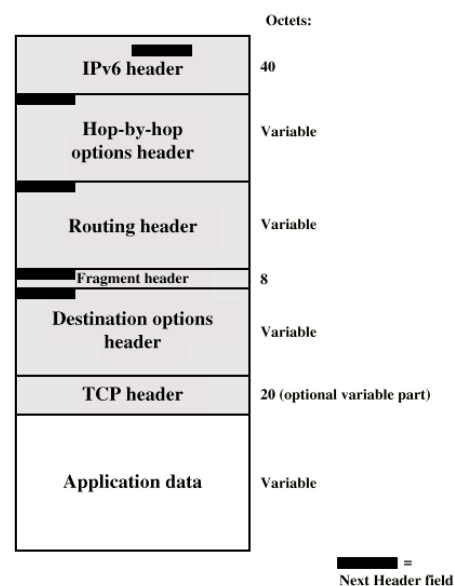 Octets:
IPv6 header
40
Hop-by-hop
options header
Variable
Routing header
Variable
Fragment header
8
Destination options
header
Variable
TCP header
20 (optional variable part)
Application data
Variable
=
Next Header field